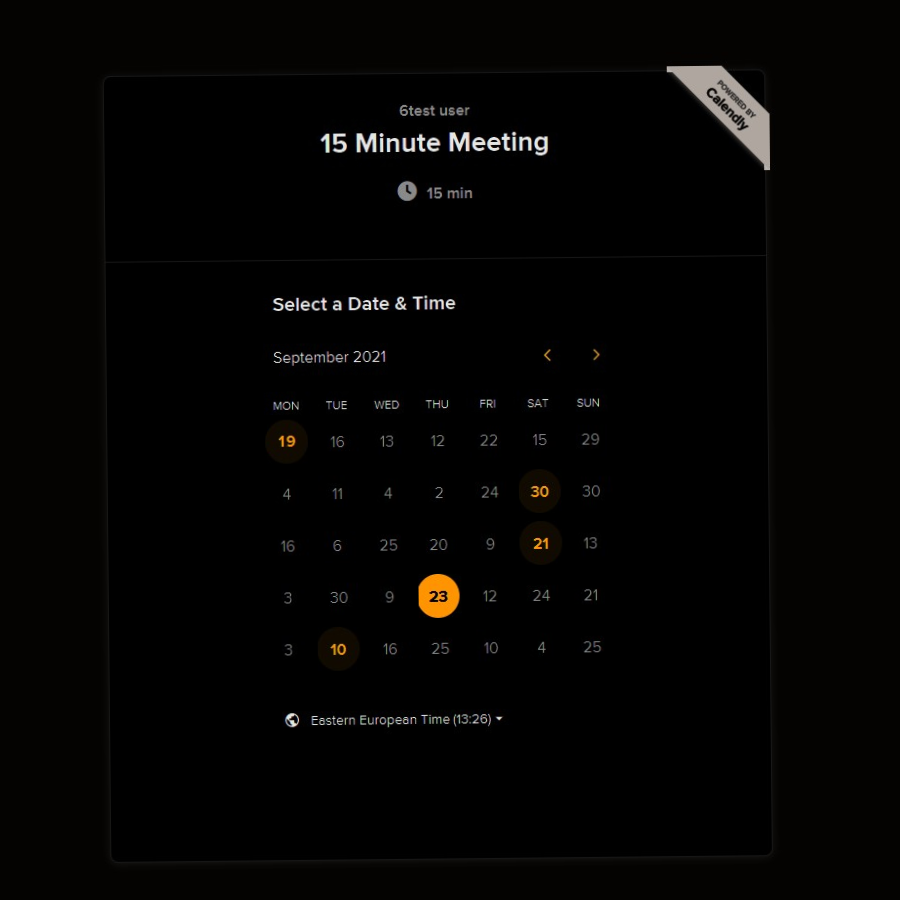 POWERED BY
Calendly
6test user
15 Minute Meeting
15 min
Select a Date & Time
September 2021
MON TUE WED THU FRI SAT SUN
19 16 13 12 22 15 29
4 11 4 2 24 30 30
16 6 25 20 9 21 13
3 30 9 23 12 24 21
3 10 16 25 10 4 25
Eastern European Time (13:26)